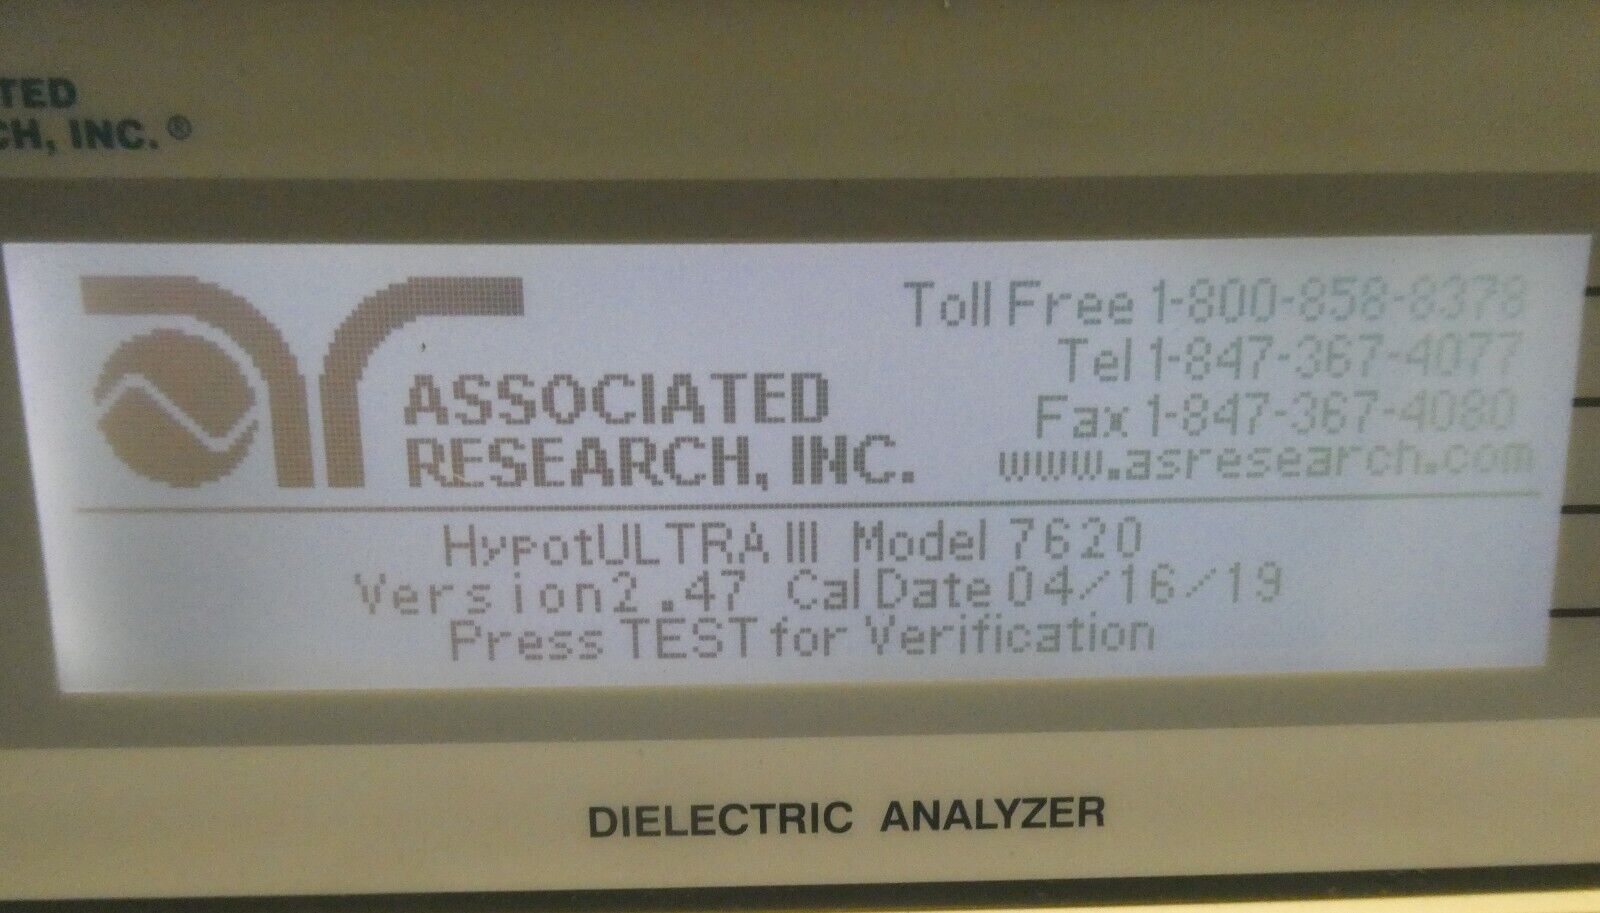 TED
CH, INC.®
ASSOCIATED
RESEARCH, INC.
Toll Free 1-800-858-8378
Tel 1-847-367-4077
Fax 1-847-367-4080
www.asresearch.com
HypotULTRA III Model 7620
Version2.47 Cal Date 04/16/19
Press TEST for Verification
DIELECTRIC ANALYZER